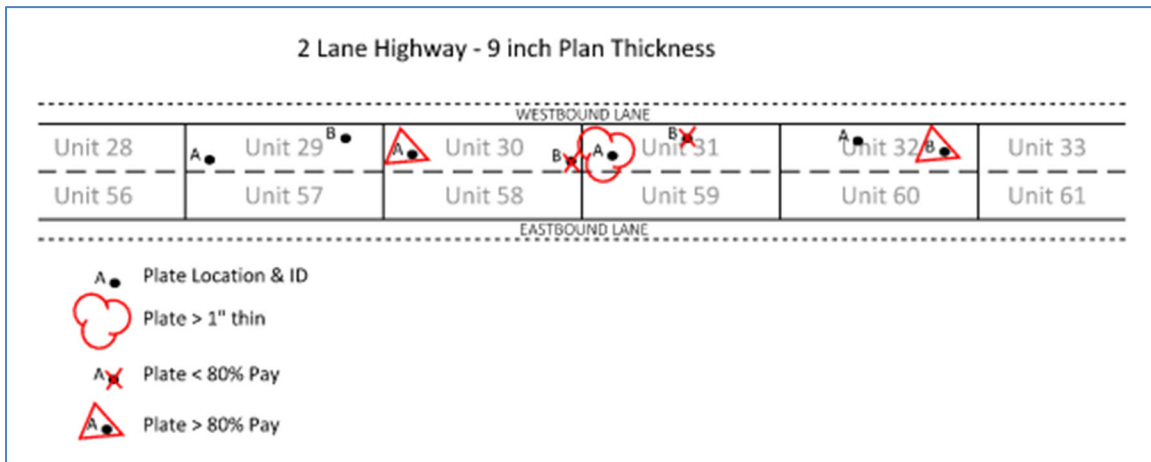 2 Lane Highway - 9 inch Plan Thickness
WESTBOUND LANE
Unit 28 A Unit 29 B A Unit 30 B A Unit 31 B A Unit 32 B Unit 33
Unit 56 Unit 57 Unit 58 Unit 59 Unit 60 Unit 61
EASTBOUND LANE
A Plate Location & ID
Plate > 1" thin
A Plate < 80% Pay
A Plate > 80% Pay